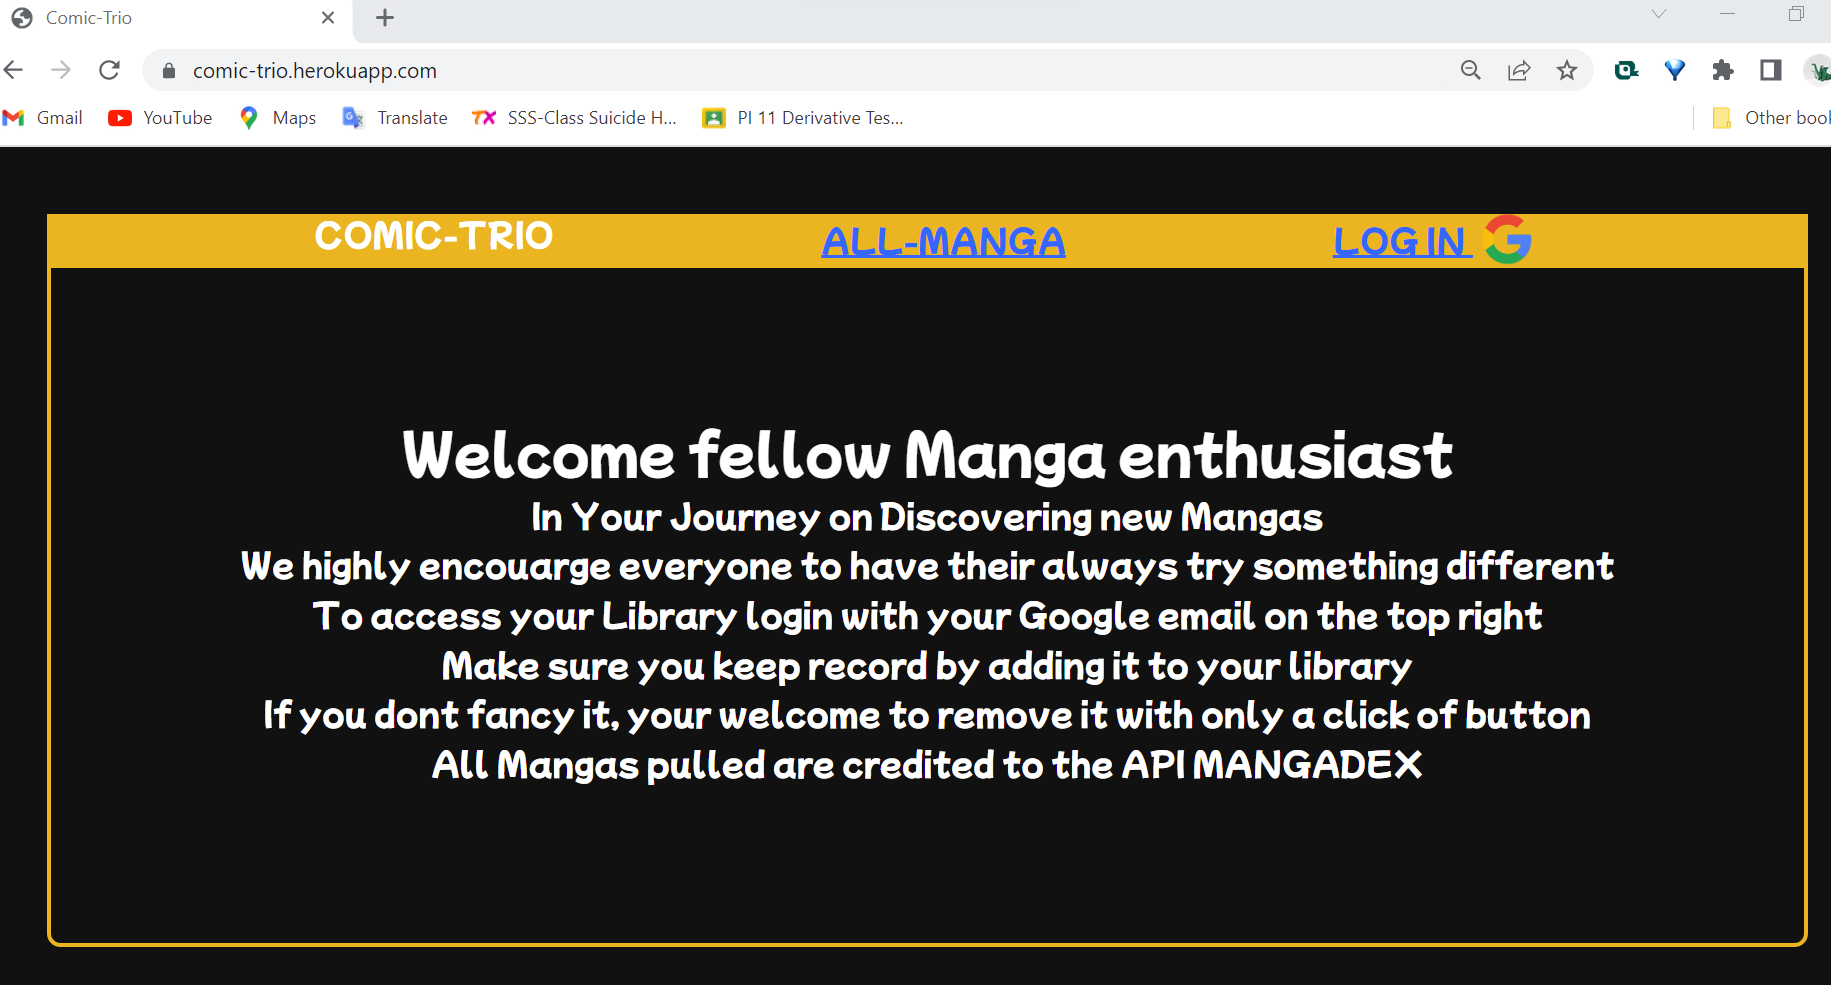 Comic-Trio
comic-trio.herokuapp.com
Gmail YouTube Maps Translate SSS-Class Suicide H... PI 11 Derivative Tes... Other book
COMIC-TRIO ALL-MANGA LOG IN
Welcome fellow Manga enthusiast
In Your Journey on Discovering new Mangas
We highly encouarge everyone to have their always try something different
To access your Library login with your Google email on the top right
Make sure you keep record by adding it to your library
If you dont fancy it, your welcome to remove it with only a click of button
All Mangas pulled are credited to the API MANGADEX